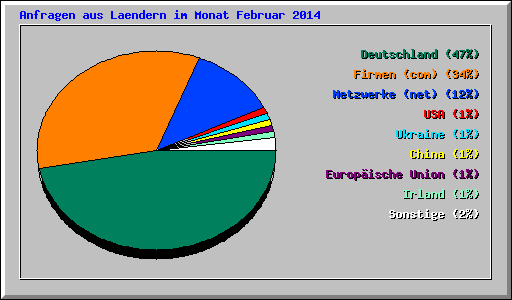 Anfragen aus Laendern im Monat Februar 2014
Deutschland (47%)
Firmen (com) (34%)
Netzwerke (net) (12%)
USA (1%)
Ukraine (1%)
China (1%)
Europäische Union (1%)
Irland (1%)
Sonstige (2%)